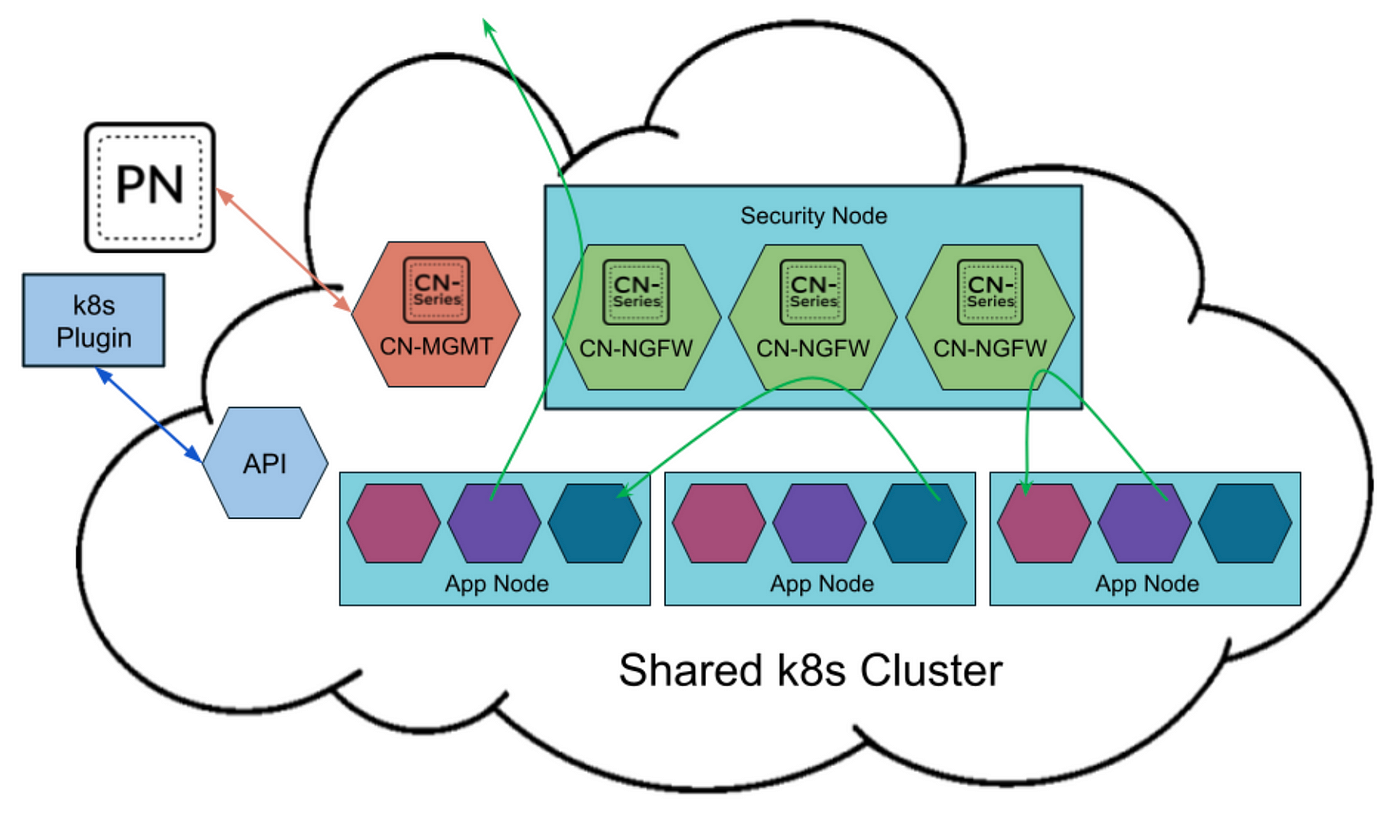 PN
k8s
Plugin
API
CN-
Series
CN-MGMT
Security Node
CN-
Series
CN-NGFW
CN-
Series
CN-NGFW
CN-
Series
CN-NGFW
App Node
App Node
App Node
Shared k8s Cluster